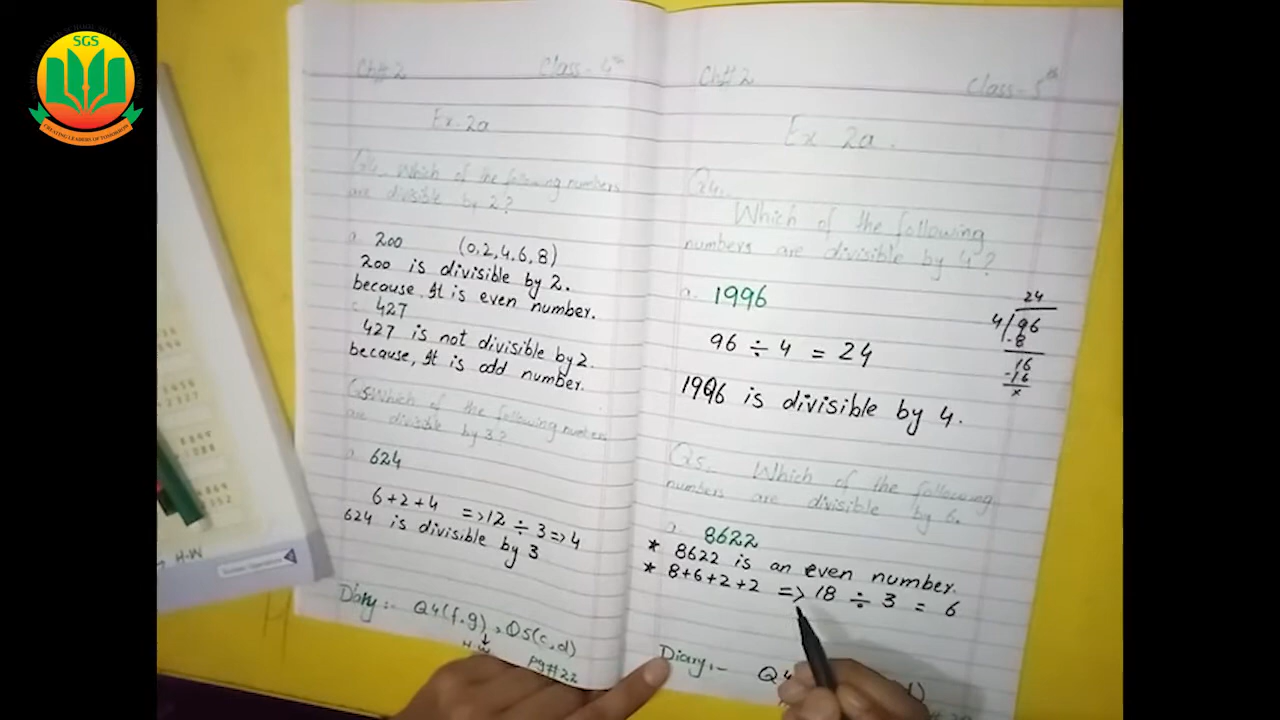 SGS
CREATING LEADERS OF TOMORROW
Ch# 2 Class - 4th
Ex. 2a
Q4. Which of the following numbers
are divisible by 2?
a. 200 (0,2,4,6,8)
200 is divisible by 2.
because It is even number.
c. 427
427 is not divisible by 2.
because, It is odd number.
Q5. Which of the following numbers
are divisible by 3?
a. 624
6+2+4 => 12 ÷ 3 => 4
624 is divisible by 3
Diary:- Q4(f,g), Q5(c,d)
H.W
Pg#22
Ch# 2 Class - 5th
Ex 2a.
Q4.
Which of the following
numbers are divisible by 4?
a. 1996
96 ÷ 4 = 24
24
4/96
-8
16
-16
x
1996 is divisible by 4.
Q5. Which of the following
numbers are divisible by 6.
a. 8622
* 8622 is an even number.
* 8+6+2+2 => 18 ÷ 3 = 6
Diary:- Q4
H.W